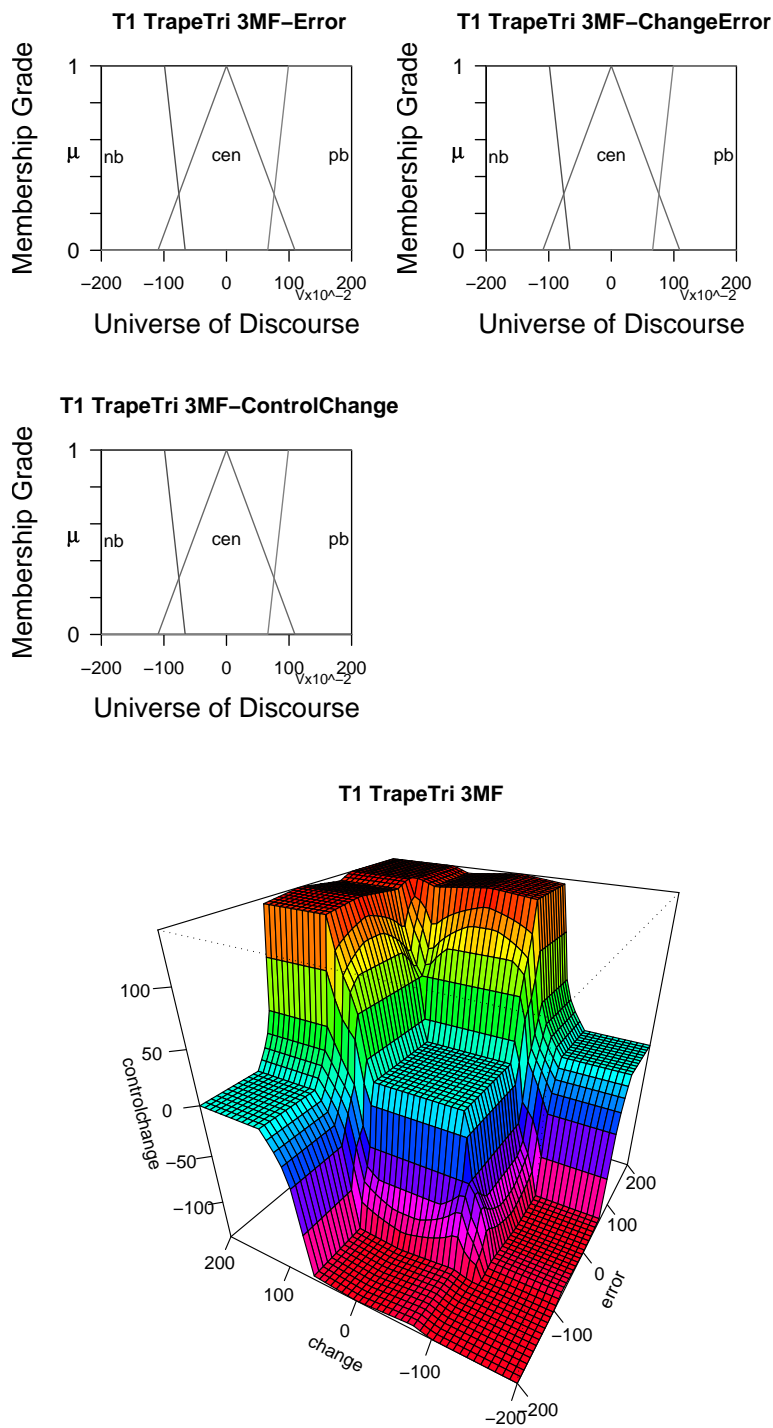 T1 TrapeTri 3MF−Error
Membership Grade
μ
1
0
nb
cen
pb
−200 −100 0 100 200
Vx10^−2
Universe of Discourse
T1 TrapeTri 3MF−ChangeError
Membership Grade
μ
1
0
nb
cen
pb
−200 −100 0 100 200
Vx10^−2
Universe of Discourse
T1 TrapeTri 3MF−ControlChange
Membership Grade
μ
1
0
nb
cen
pb
−200 −100 0 100 200
Vx10^−2
Universe of Discourse
T1 TrapeTri 3MF
controlchange
100
50
0
−50
−100
200
100
0
−100
−200
change
−200
−100
0
100
200
error